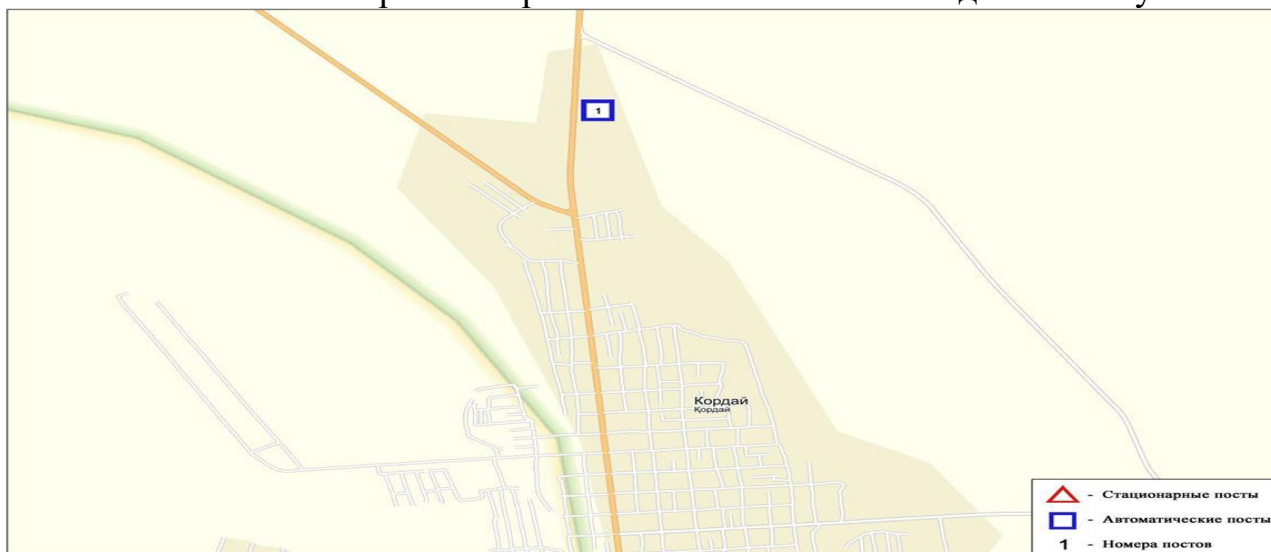 1
Кордай
Қордай
- Стационарные посты
- Автоматические посты
1 - Номера постов